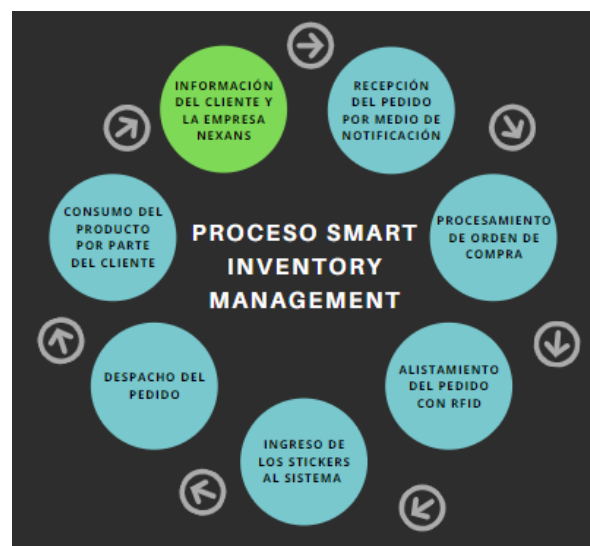 INFORMACIÓN
DEL CLIENTE Y
LA EMPRESA
NEXANS
RECEPCIÓN
DEL PEDIDO
POR MEDIO DE
NOTIFICACIÓN
PROCESAMIENTO
DE ORDEN DE
COMPRA
ALISTAMIENTO
DEL PEDIDO
CON RFID
INGRESO DE
LOS STICKERS
AL SISTEMA
DESPACHO DEL
PEDIDO
CONSUMO DEL
PRODUCTO
POR PARTE
DEL CLIENTE
PROCESO SMART
INVENTORY
MANAGEMENT